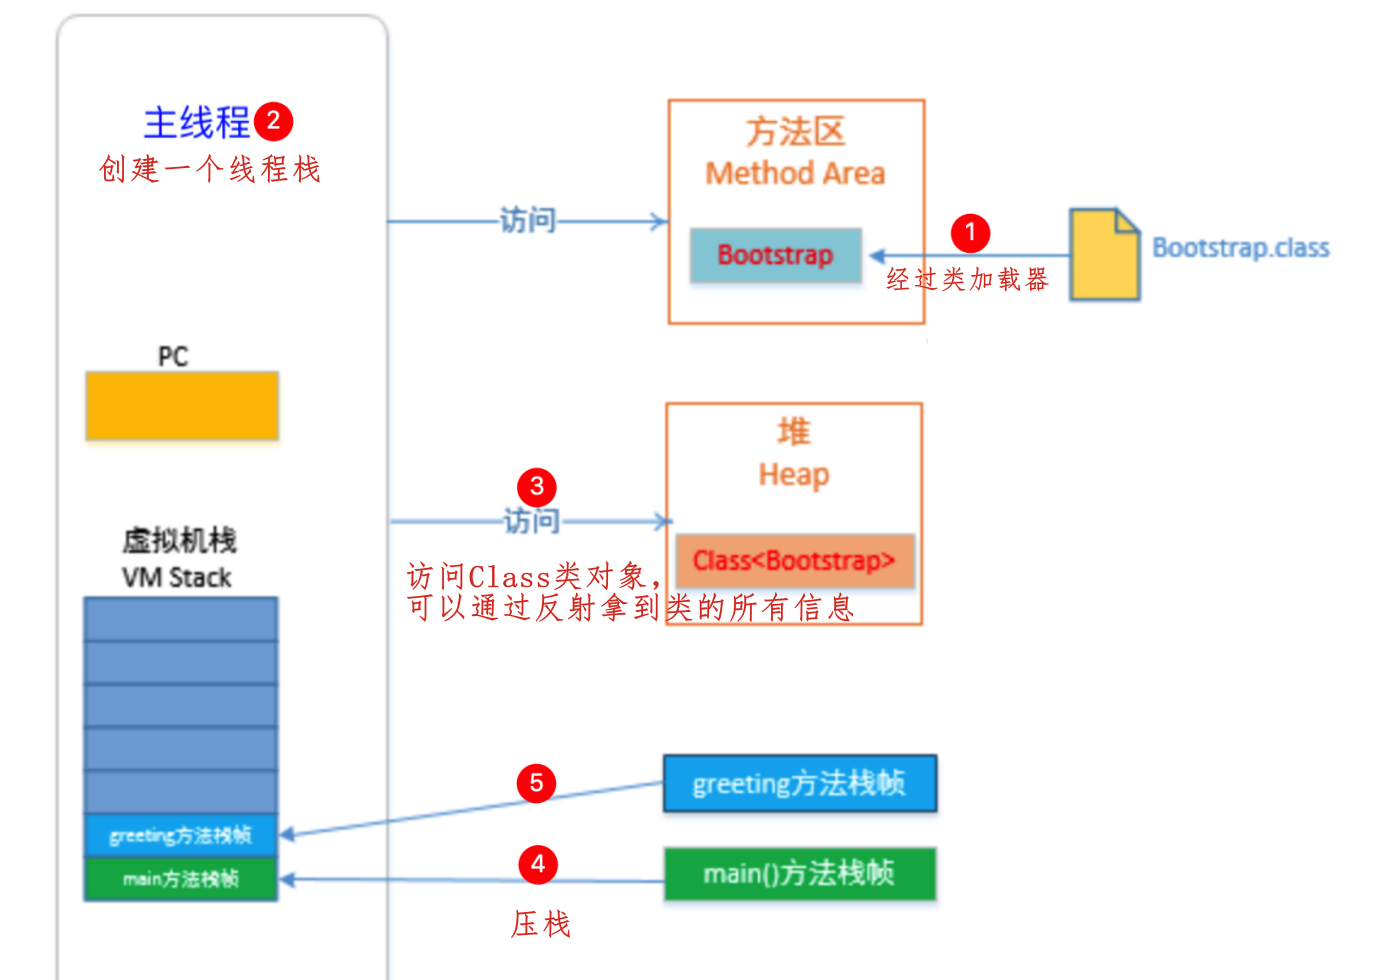 主线程 2
创建一个线程栈
方法区
Method Area
访问
Bootstrap
1
经过类加载器
Bootstrap.class
PC
堆
Heap
3
访问
Class<Bootstrap>
访问Class类对象，
可以通过反射拿到类的所有信息
虚拟机栈
VM Stack
5
greeting方法栈帧
greeting方法栈帧
4
main()方法栈帧
main方法栈帧
压栈